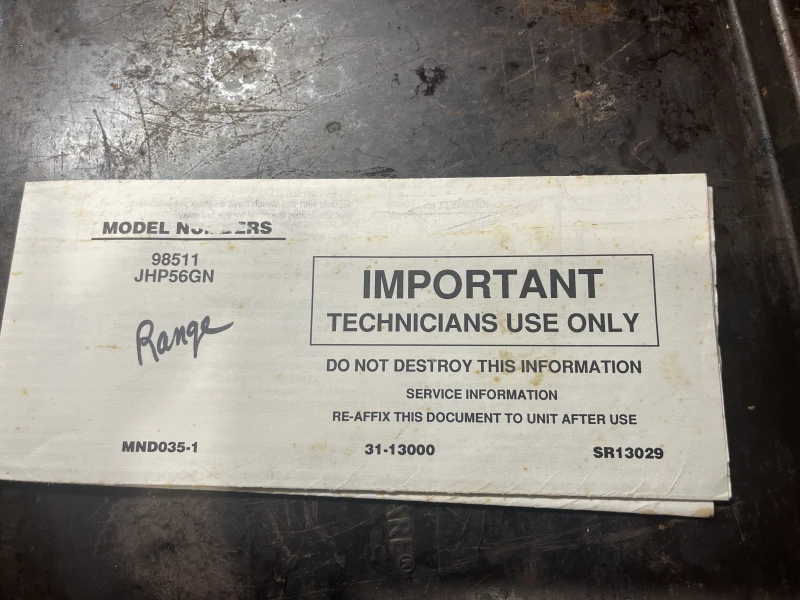 MODEL
98511
JHP56GN
Range
MND035-1
IMPORTANT
TECHNICIANS USE ONLY
DO NOT DESTROY THIS INFORMATION
SERVICE INFORMATION
RE-AFFIX THIS DOCUMENT TO UNIT AFTER USE
31-13000
SR13029